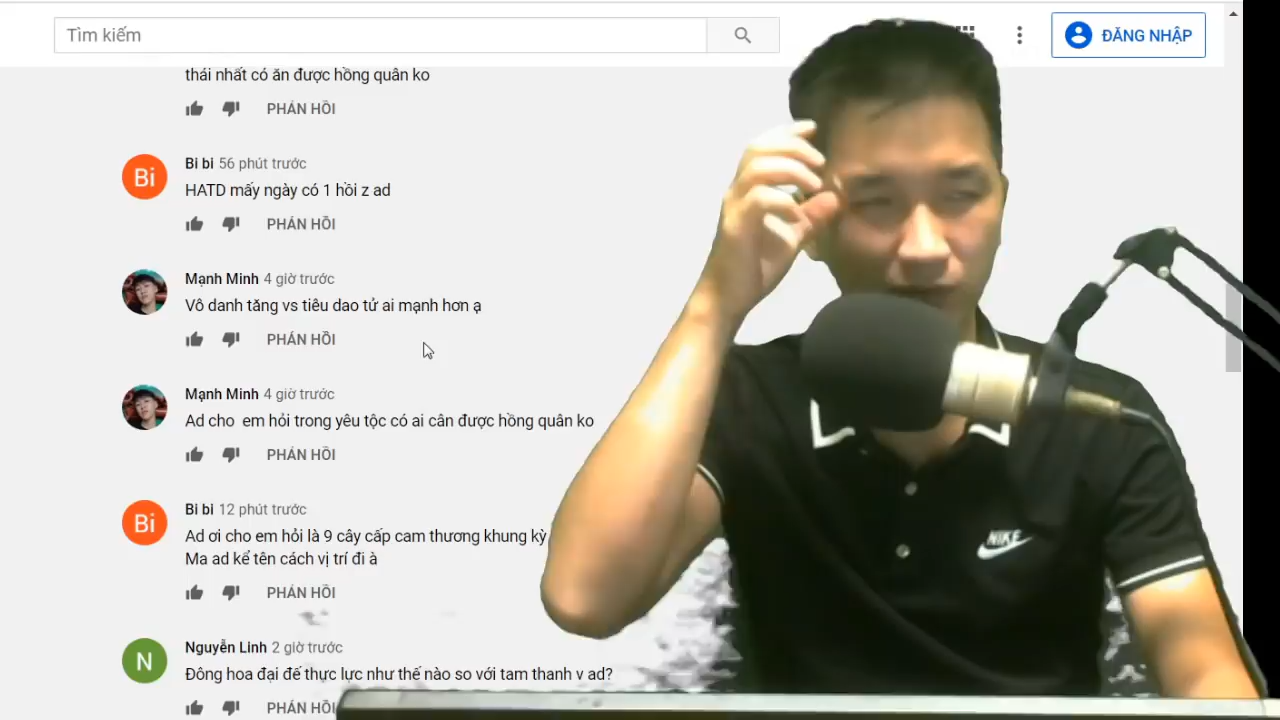 Tìm kiếm
ĐĂNG NHẬP
thái nhất có ăn được hồng quân ko
PHẢN HỒI
Bi bi 56 phút trước
HATD mấy ngày có 1 hồi z ad
PHẢN HỒI
Mạnh Minh 4 giờ trước
Vô danh tăng vs tiêu dao tử ai mạnh hơn ạ
PHẢN HỒI
Mạnh Minh 4 giờ trước
Ad cho em hỏi trong yêu tộc có ai cân được hồng quân ko
PHẢN HỒI
Bi bi 12 phút trước
Ad ơi cho em hỏi là 9 cây cấp cam thương khung kỳ
Ma ad kể tên cách vị trí đi à
PHẢN HỒI
Nguyễn Linh 2 giờ trước
Đông hoa đại đế thực lực như thế nào so với tam thanh v ad?
PHẢN HỒI
Bi
Bi
N
NIKE